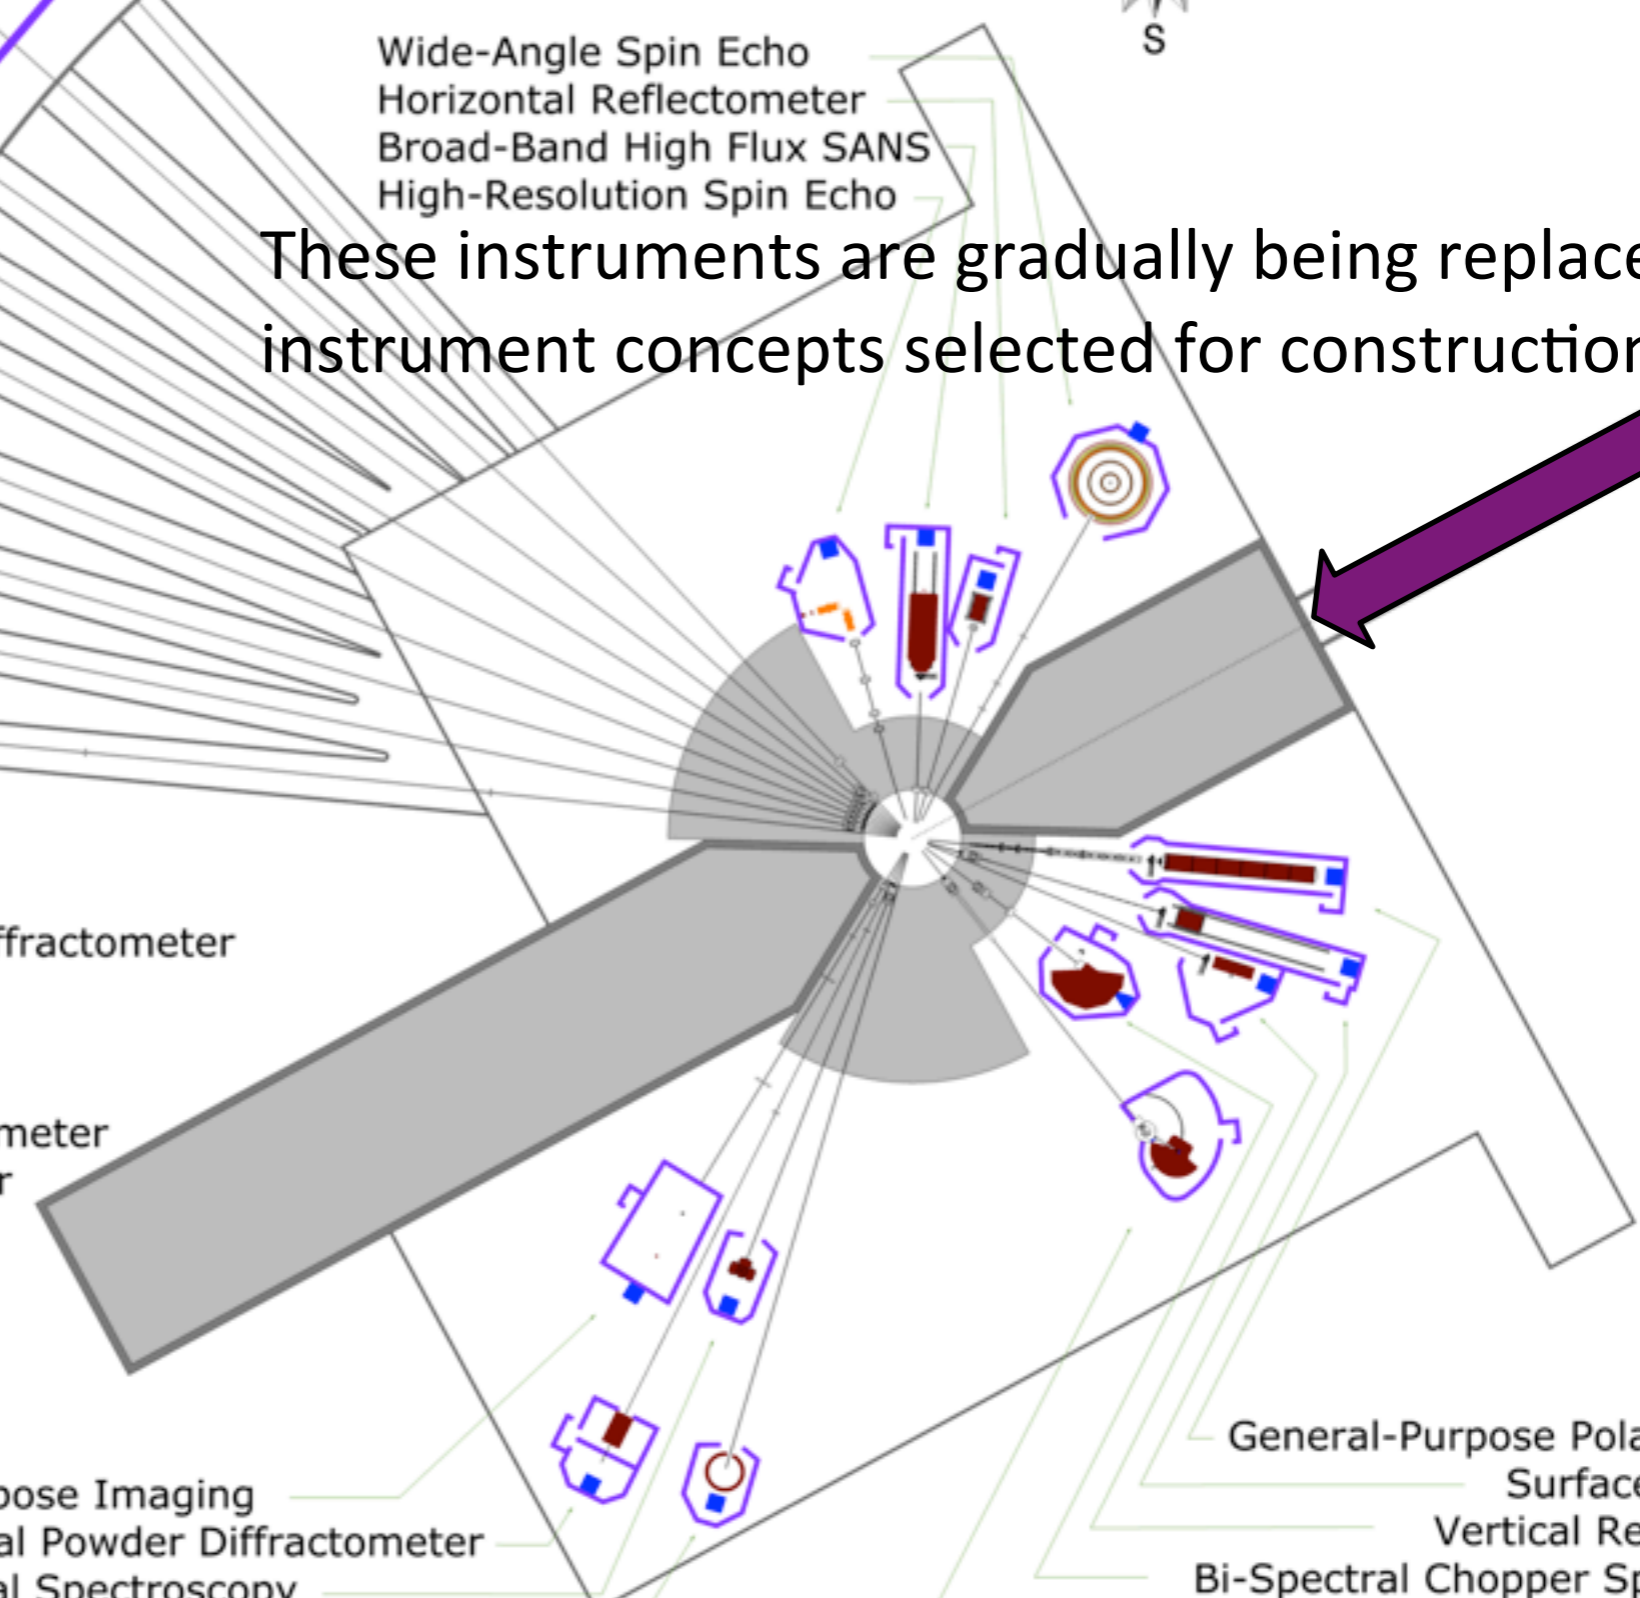 S
Wide-Angle Spin Echo
Horizontal Reflectometer
Broad-Band High Flux SANS
High-Resolution Spin Echo
These instruments are gradually being replace
instrument concepts selected for construction
ffractometer
meter
r
General-Purpose Pola
Surface
Vertical Re
Bi-Spectral Chopper Sp
pose Imaging
al Powder Diffractometer
al Spectroscopy